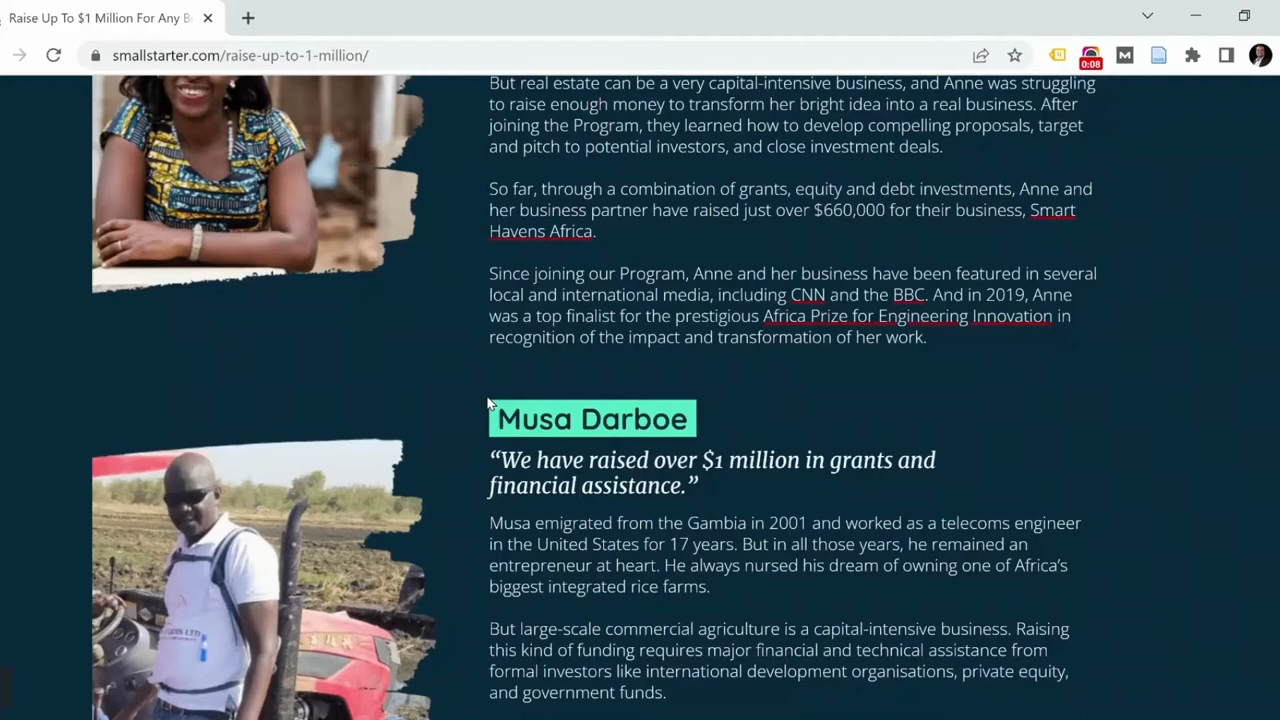 Raise Up To $1 Million For Any B
smallstarter.com/raise-up-to-1-million/
0:08
But real estate can be a very capital-intensive business, and Anne was struggling
to raise enough money to transform her bright idea into a real business. After
joining the Program, they learned how to develop compelling proposals, target
and pitch to potential investors, and close investment deals.
So far, through a combination of grants, equity and debt investments, Anne and
her business partner have raised just over $660,000 for their business, Smart
Havens Africa.
Since joining our Program, Anne and her business have been featured in several
local and international media, including CNN and the BBC. And in 2019, Anne
was a top finalist for the prestigious Africa Prize for Engineering Innovation in
recognition of the impact and transformation of her work.
Musa Darboe
“We have raised over $1 million in grants and
financial assistance.”
Musa emigrated from the Gambia in 2001 and worked as a telecoms engineer
in the United States for 17 years. But in all those years, he remained an
entrepreneur at heart. He always nursed his dream of owning one of Africa’s
biggest integrated rice farms.
But large-scale commercial agriculture is a capital-intensive business. Raising
this kind of funding requires major financial and technical assistance from
formal investors like international development organisations, private equity,
and government funds.